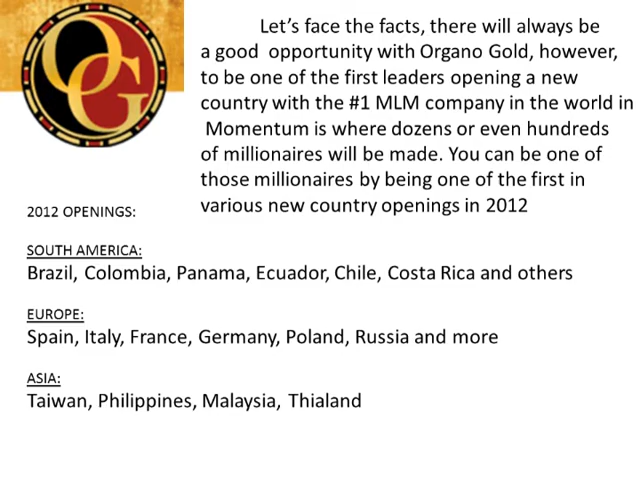 OG
Let's face the facts, there will always be
a good opportunity with Organo Gold, however,
to be one of the first leaders opening a new
country with the #1 MLM company in the world in
Momentum is where dozens or even hundreds
of millionaires will be made. You can be one of
those millionaires by being one of the first in
various new country openings in 2012
2012 OPENINGS:
SOUTH AMERICA:
Brazil, Colombia, Panama, Ecuador, Chile, Costa Rica and others
EUROPE:
Spain, Italy, France, Germany, Poland, Russia and more
ASIA:
Taiwan, Philippines, Malaysia, Thialand